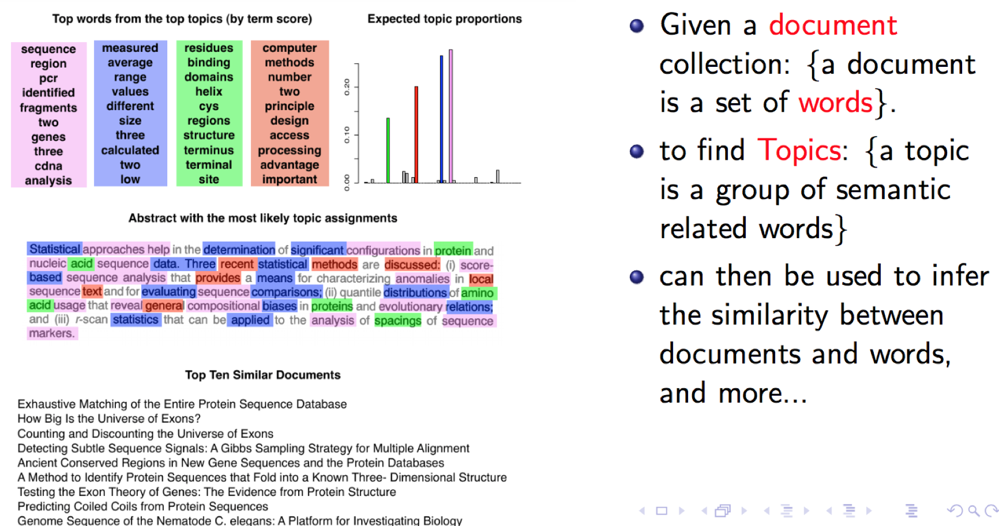 Top words from the top topics (by term score)
sequence
region
pcr
identified
fragments
two
genes
three
cdna
analysis
measured
average
range
values
different
size
three
calculated
two
low
residues
binding
domains
helix
cys
regions
structure
terminus
terminal
site
computer
methods
number
two
principle
design
access
processing
advantage
important
Expected topic proportions
0.20
0.10
0.00
Abstract with the most likely topic assignments
Statistical approaches help in the determination of significant configurations in protein and
nucleic acid sequence data. Three recent statistical methods are discussed: (i) score-
based sequence analysis that provides a means for characterizing anomalies in local
sequence text and for evaluating sequence comparisons; (ii) quantile distributions of amino
acid usage that reveal general compositional biases in proteins and evolutionary relations;
and (iii) r-scan statistics that can be applied to the analysis of spacings of sequence
markers.
Top Ten Similar Documents
Exhaustive Matching of the Entire Protein Sequence Database
How Big Is the Universe of Exons?
Counting and Discounting the Universe of Exons
Detecting Subtle Sequence Signals: A Gibbs Sampling Strategy for Multiple Alignment
Ancient Conserved Regions in New Gene Sequences and the Protein Databases
A Method to Identify Protein Sequences that Fold into a Known Three- Dimensional Structure
Testing the Exon Theory of Genes: The Evidence from Protein Structure
Predicting Coiled Coils from Protein Sequences
Genome Sequence of the Nematode C. elegans: A Platform for Investigating Biology
Given a document
collection: {a document
is a set of words}.
to find Topics: {a topic
is a group of semantic
related words}
can then be used to infer
the similarity between
documents and words,
and more...